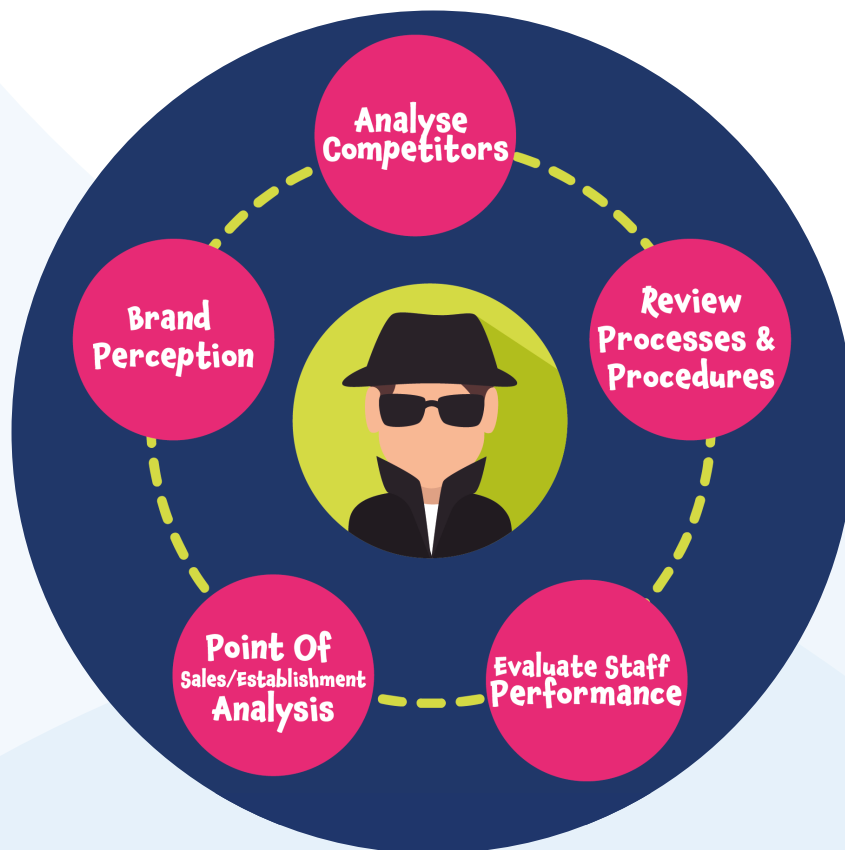 Analyse
Competitors
Brand
Perception
Review
Processes &
Procedures
Point Of
Sales/Establishment
Analysis
Evaluate Staff
Performance